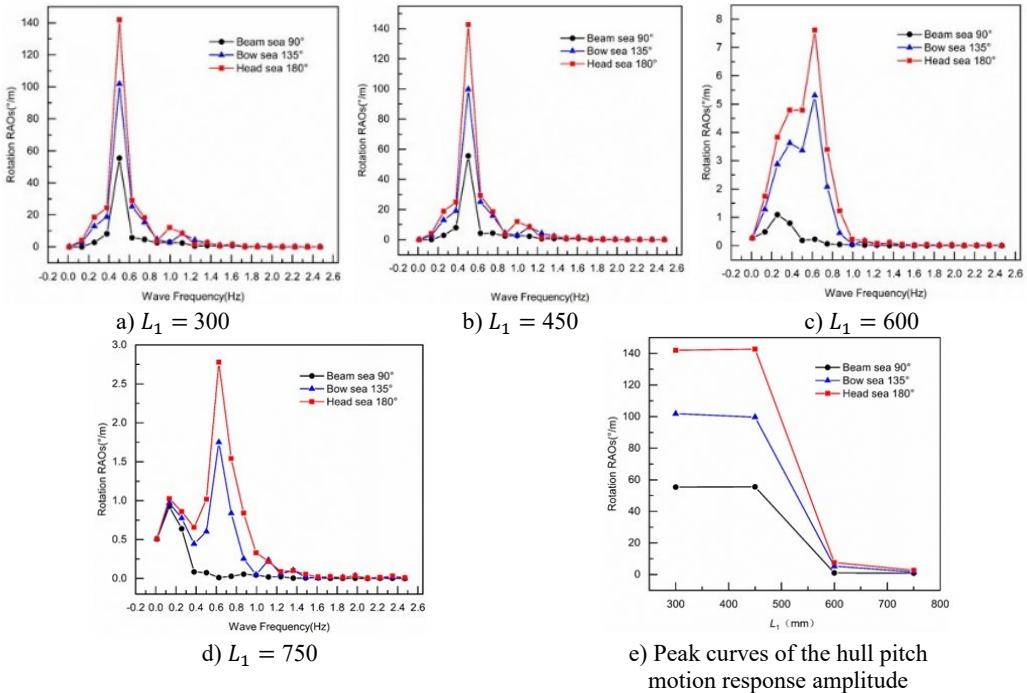 140
120
100
80
60
40
20
0
Rotation RAOs(°/m)
Beam sea 90°
Bow sea 135°
Head sea 180°
-0.2 0.0 0.2 0.4 0.6 0.8 1.0 1.2 1.4 1.6 1.8 2.0 2.2 2.4 2.6
Wave Frequency(Hz)
a) L₁ = 300
140
120
100
80
60
40
20
0
Rotation RAOs(°/m)
Beam sea 90°
Bow sea 135°
Head sea 180°
-0.2 0.0 0.2 0.4 0.6 0.8 1.0 1.2 1.4 1.6 1.8 2.0 2.2 2.4 2.6
Wave Frequency(Hz)
b) L₁ = 450
8
7
6
5
4
3
2
1
0
Rotation RAOs(°/m)
Beam sea 90°
Bow sea 135°
Head sea 180°
-0.2 0.0 0.2 0.4 0.6 0.8 1.0 1.2 1.4 1.6 1.8 2.0 2.2 2.4 2.6
Wave Frequency(Hz)
c) L₁ = 600
3.0
2.5
2.0
1.5
1.0
0.5
0.0
Rotation RAOs(°/m)
Beam sea 90°
Bow sea 135°
Head sea 180°
-0.2 0.0 0.2 0.4 0.6 0.8 1.0 1.2 1.4 1.6 1.8 2.0 2.2 2.4 2.6
Wave Frequency(Hz)
d) L₁ = 750
140
120
100
80
60
40
20
0
Rotation RAOs(°/m)
Beam sea 90°
Bow sea 135°
Head sea 180°
300 400 500 600 700 800
L₁（mm）
e) Peak curves of the hull pitch
motion response amplitude